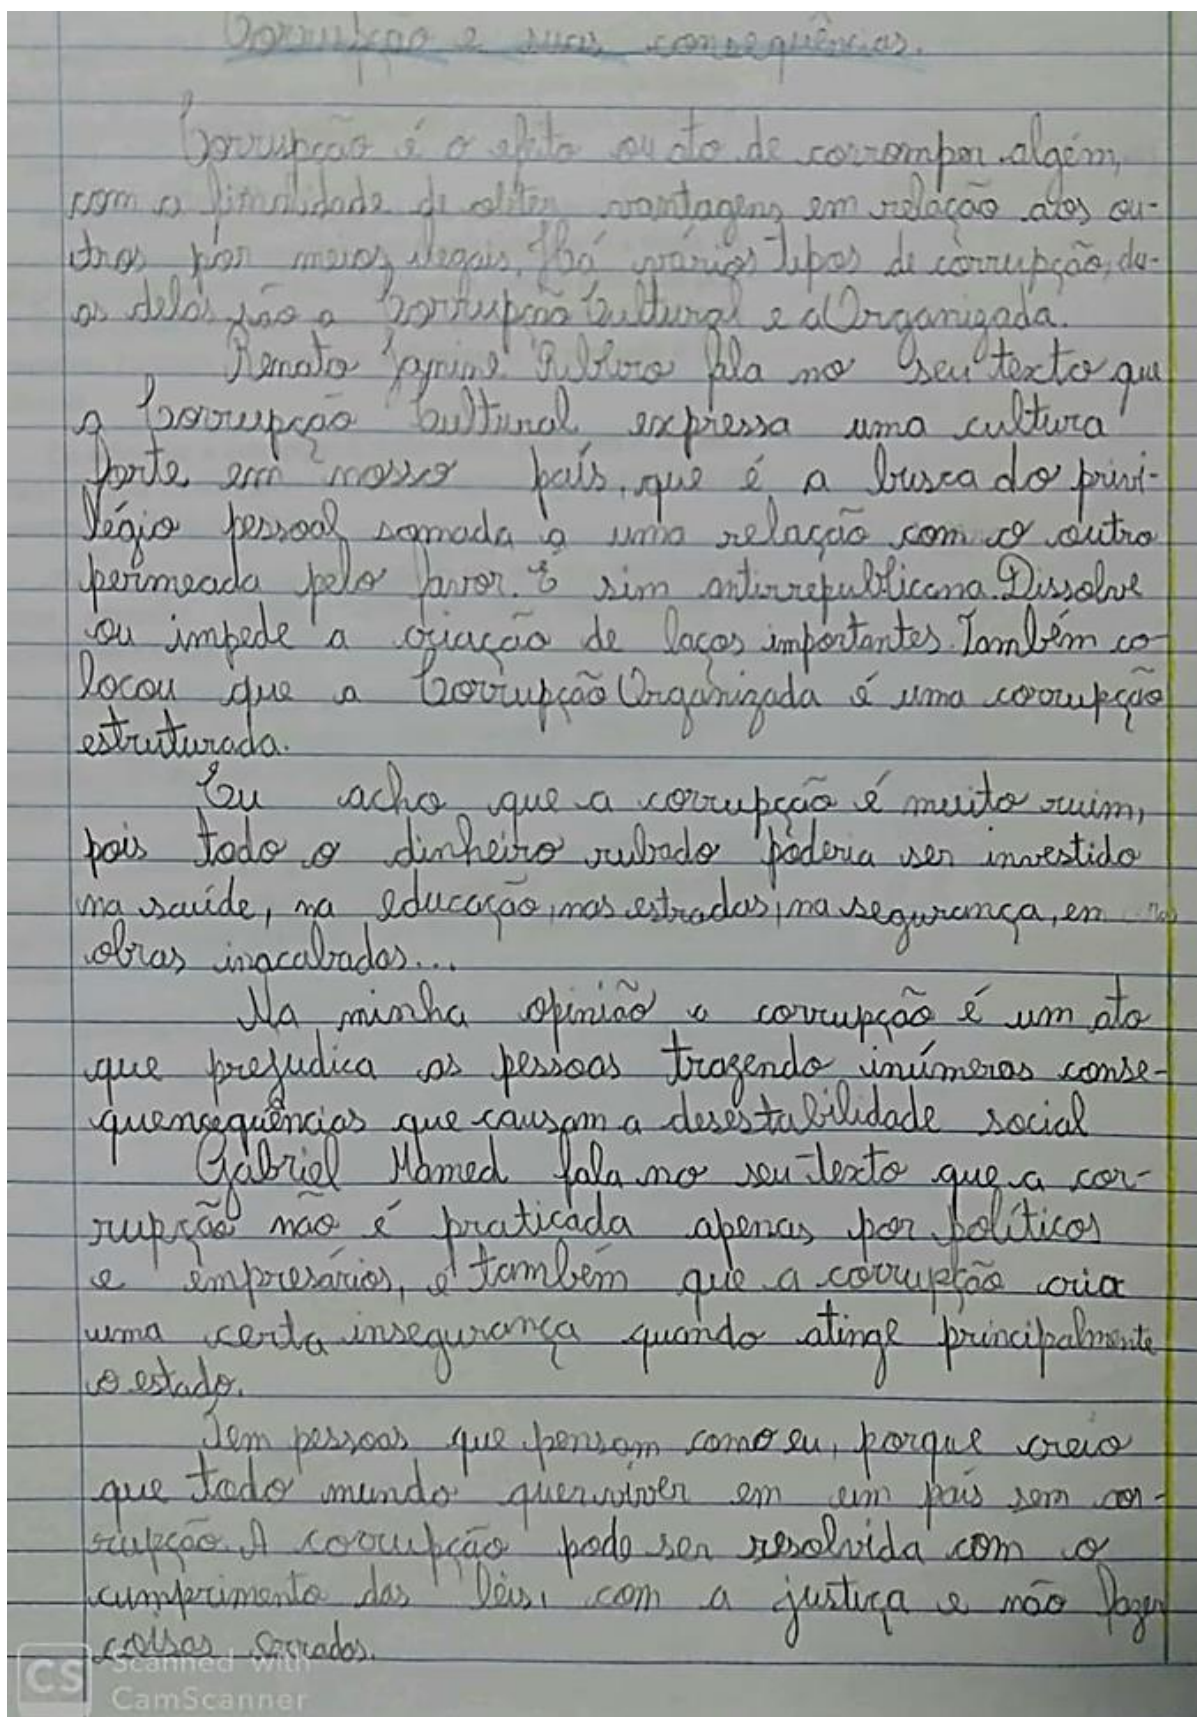 Corrupção e suas consequências.
Corrupção é o efeito ou ato de corromper algém,
com a finalidade de obter vantagens em relação aos ou-
tros por meios ilegais. Há vários tipos de corrupção, du-
as delas são a Corrupção Cultural e a Organizada.
Renato Janine Ribeiro fala no seu texto que
a Corrupção Cultural expressa uma cultura
forte em nosso país, que é a busca do privi-
légio pessoal somada a uma relação com o outro
permeada pelo favor. É sim antirrepublicana. Dissolve
ou impede a criação de laços importantes. Também co-
locou que a Corrupção Organizada é uma corrupção
estruturada.
Eu acho que a corrupção é muito ruim,
pois todo o dinheiro rubado poderia ser investido
na saúde, na educação, nas estradas, na segurança, em
obras inacabadas...
Na minha opinião a corrupção é um ato
que prejudica as pessoas trazendo inúmeras conse-
quencequências que causam a desestabilidade social
Gabriel Mamed fala no seu texto que a cor-
rupção não é praticada apenas por políticos
e empresários, e também que a corrupção cria
uma certa insegurança quando atinge principalmente
o estado.
Tem pessoas que pensam como eu, porque creio
que todo mundo quer viver em um país sem cor-
rupção. A corrupção pode ser resolvida com o
cumprimento das leis, com a justiça e não fazer
coisas erradas.
CS Scanned with
CamScanner